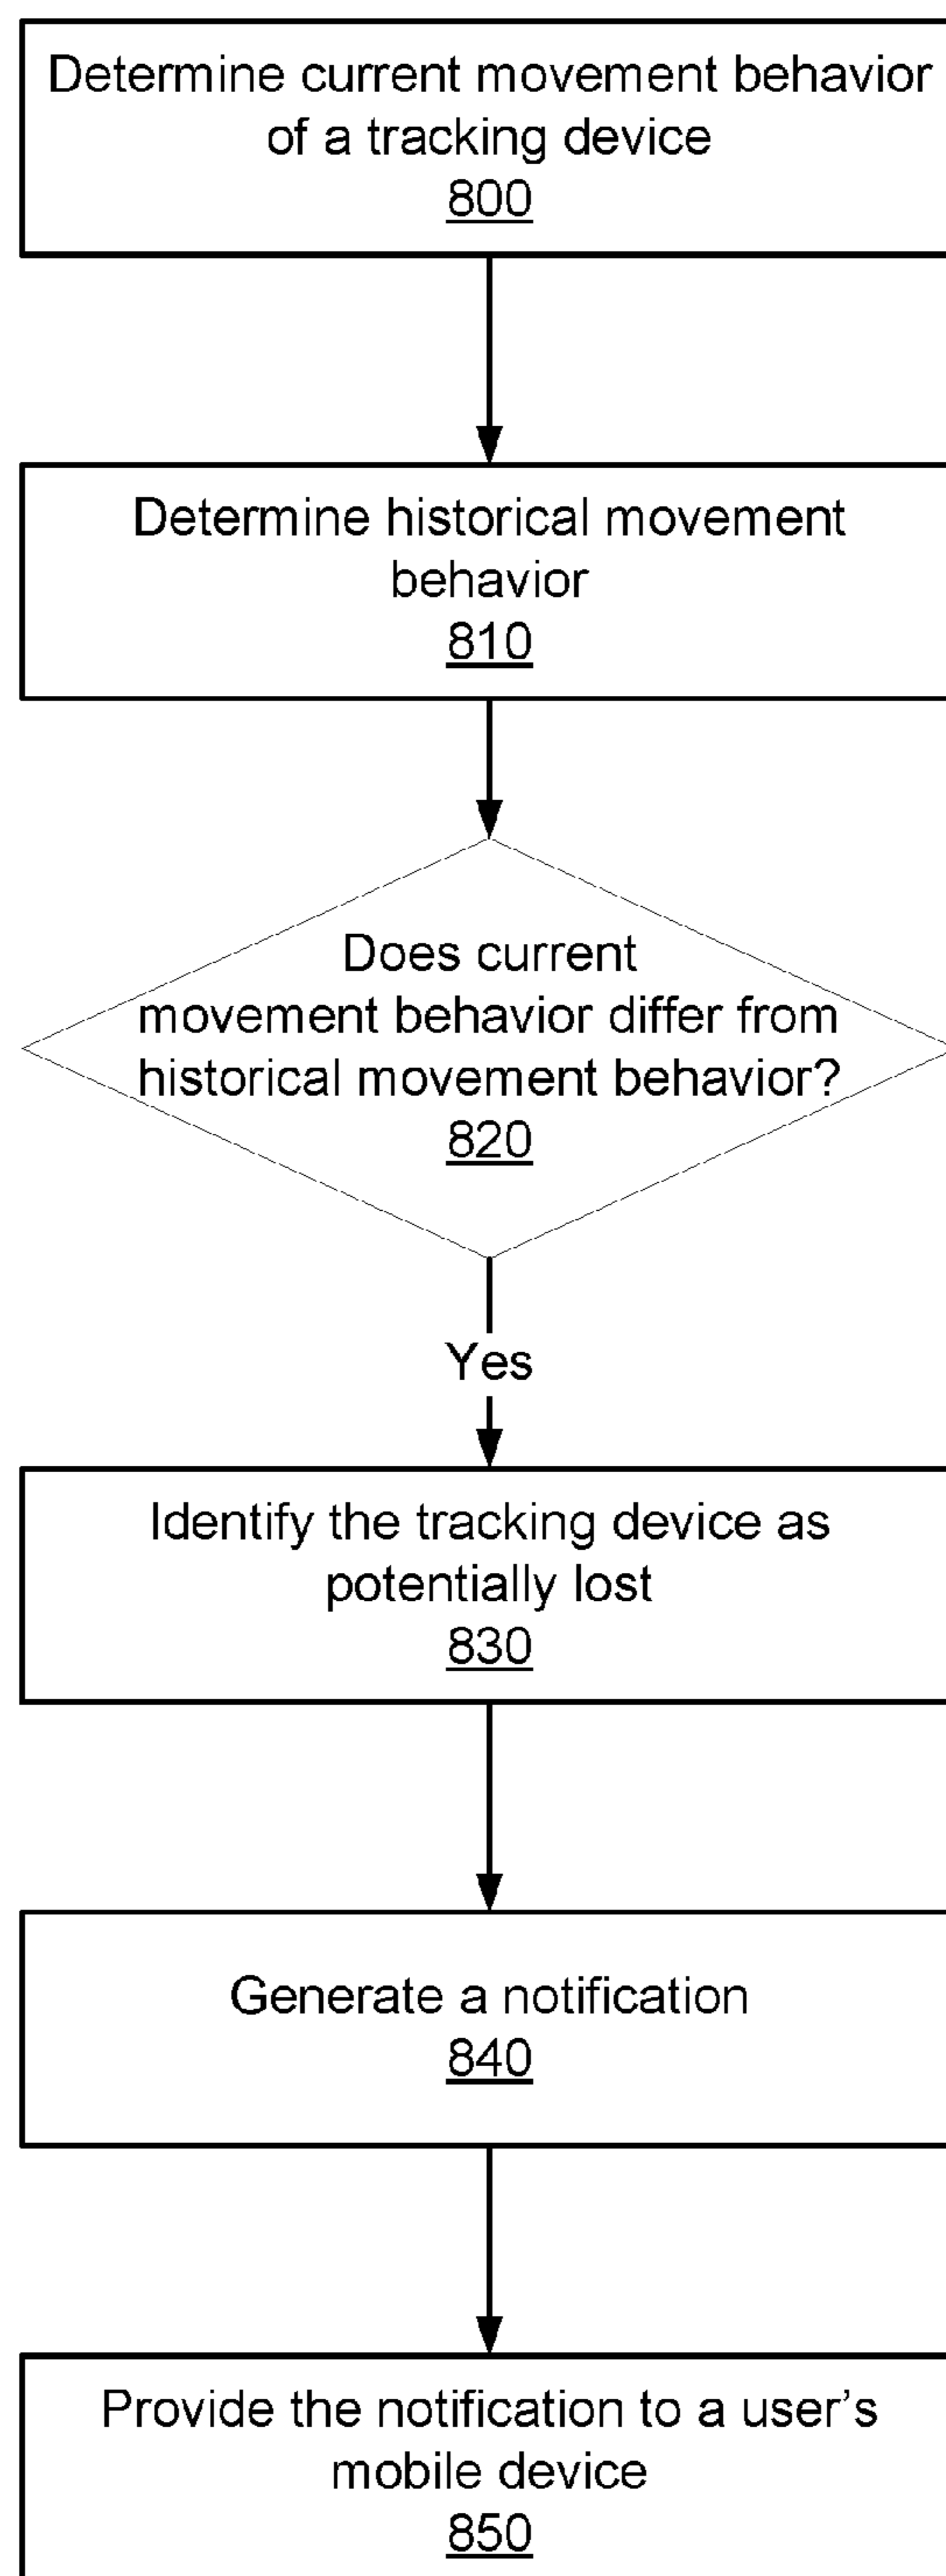 Determine current movement behavior
of a tracking device
800
Determine historical movement
behavior
810
Does current
movement behavior differ from
historical movement behavior?
820
Yes
Identify the tracking device as
potentially lost
830
Generate a notification
840
Provide the notification to a user’s
mobile device
850